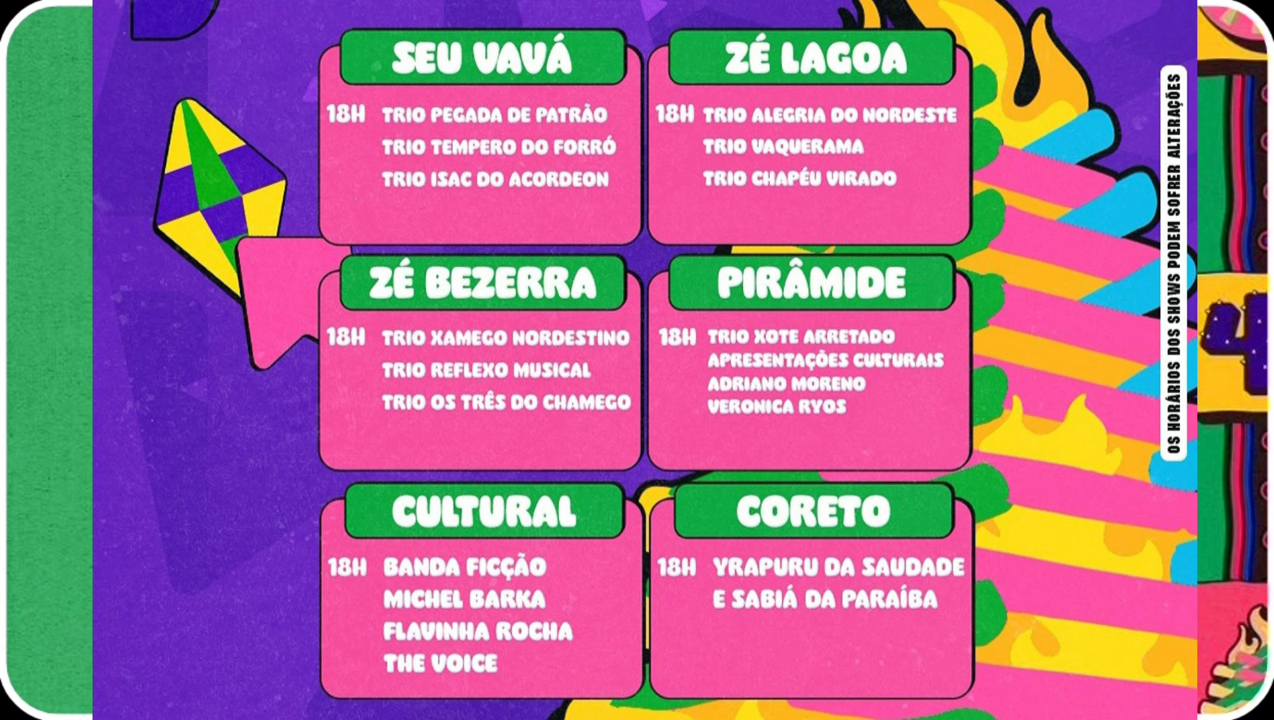 SEU VAVÁ
18H TRIO PEGADA DE PATRÃO
TRIO TEMPERO DO FORRÓ
TRIO ISAC DO ACORDEON
ZÉ LAGOA
18H TRIO ALEGRIA DO NORDESTE
TRIO VAQUERAMA
TRIO CHAPÉU VIRADO
ZÉ BEZERRA
18H TRIO XAMEGO NORDESTINO
TRIO REFLEXO MUSICAL
TRIO OS TRÊS DO CHAMEGO
PIRÂMIDE
18H TRIO XOTE ARRETADO
APRESENTAÇÕES CULTURAIS
ADRIANO MORENO
VERONICA RYOS
CULTURAL
18H BANDA FICÇÃO
MICHEL BARKA
FLAVINHA ROCHA
THE VOICE
CORETO
18H YRAPURU DA SAUDADE
E SABIÁ DA PARAÍBA
OS HORÁRIOS DOS SHOWS PODEM SOFRER ALTERAÇÕES
4